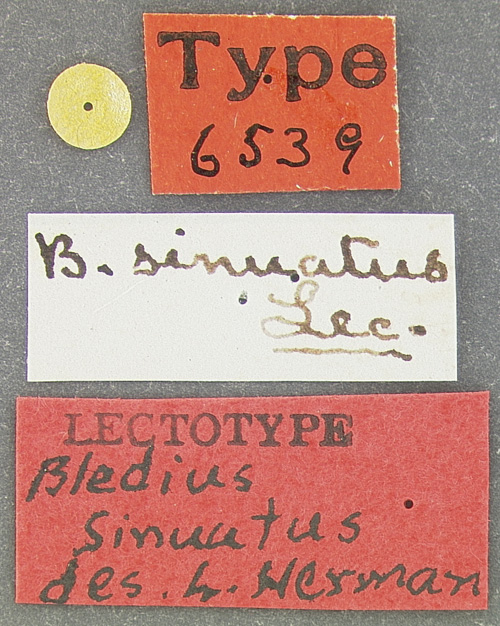 Type
6539
B. sinuatus
Lec.
LECTOTYPE
Bledius
sinuatus
des. L. Herman